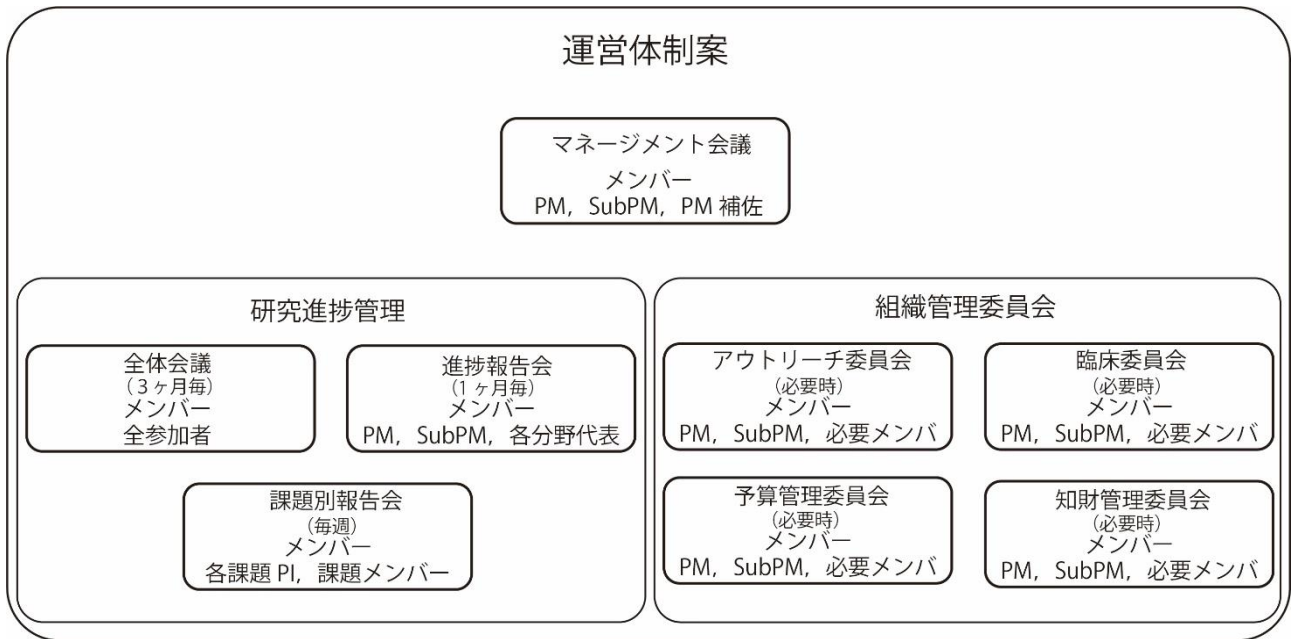 運営体制案
マネージメント会議
メンバー
PM, SubPM, PM 補佐
研究進捗管理
全体会議
(3ヶ月毎)
メンバー
全参加者
進捗報告会
(1ヶ月毎)
メンバー
PM, SubPM, 各分野代表
課題別報告会
(毎週)
メンバー
各課題 PI, 課題メンバー
組織管理委員会
アウトリーチ委員会
(必要時)
メンバー
PM, SubPM, 必要メンバ
臨床委員会
(必要時)
メンバー
PM, SubPM, 必要メンバ
予算管理委員会
(必要時)
メンバー
PM, SubPM, 必要メンバ
知財管理委員会
(必要時)
メンバー
PM, SubPM, 必要メンバ